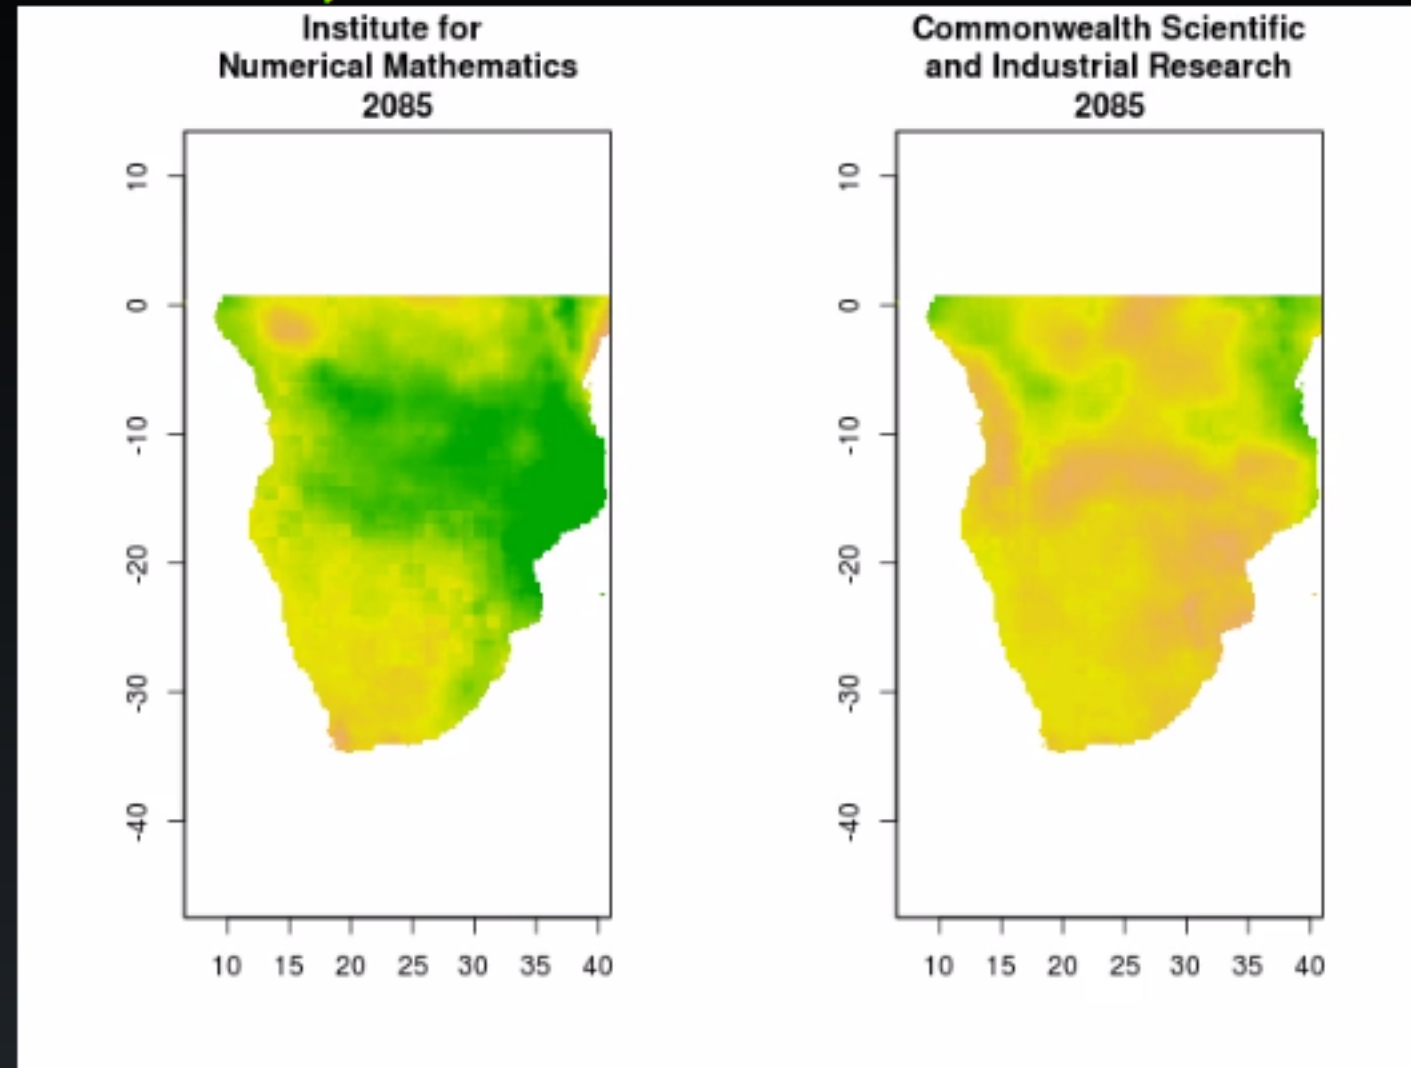 Institute for
Numerical Mathematics
2085
10
0
-10
-20
-30
-40
10 15 20 25 30 35 40
Commonwealth Scientific
and Industrial Research
2085
10
0
-10
-20
-30
-40
10 15 20 25 30 35 40